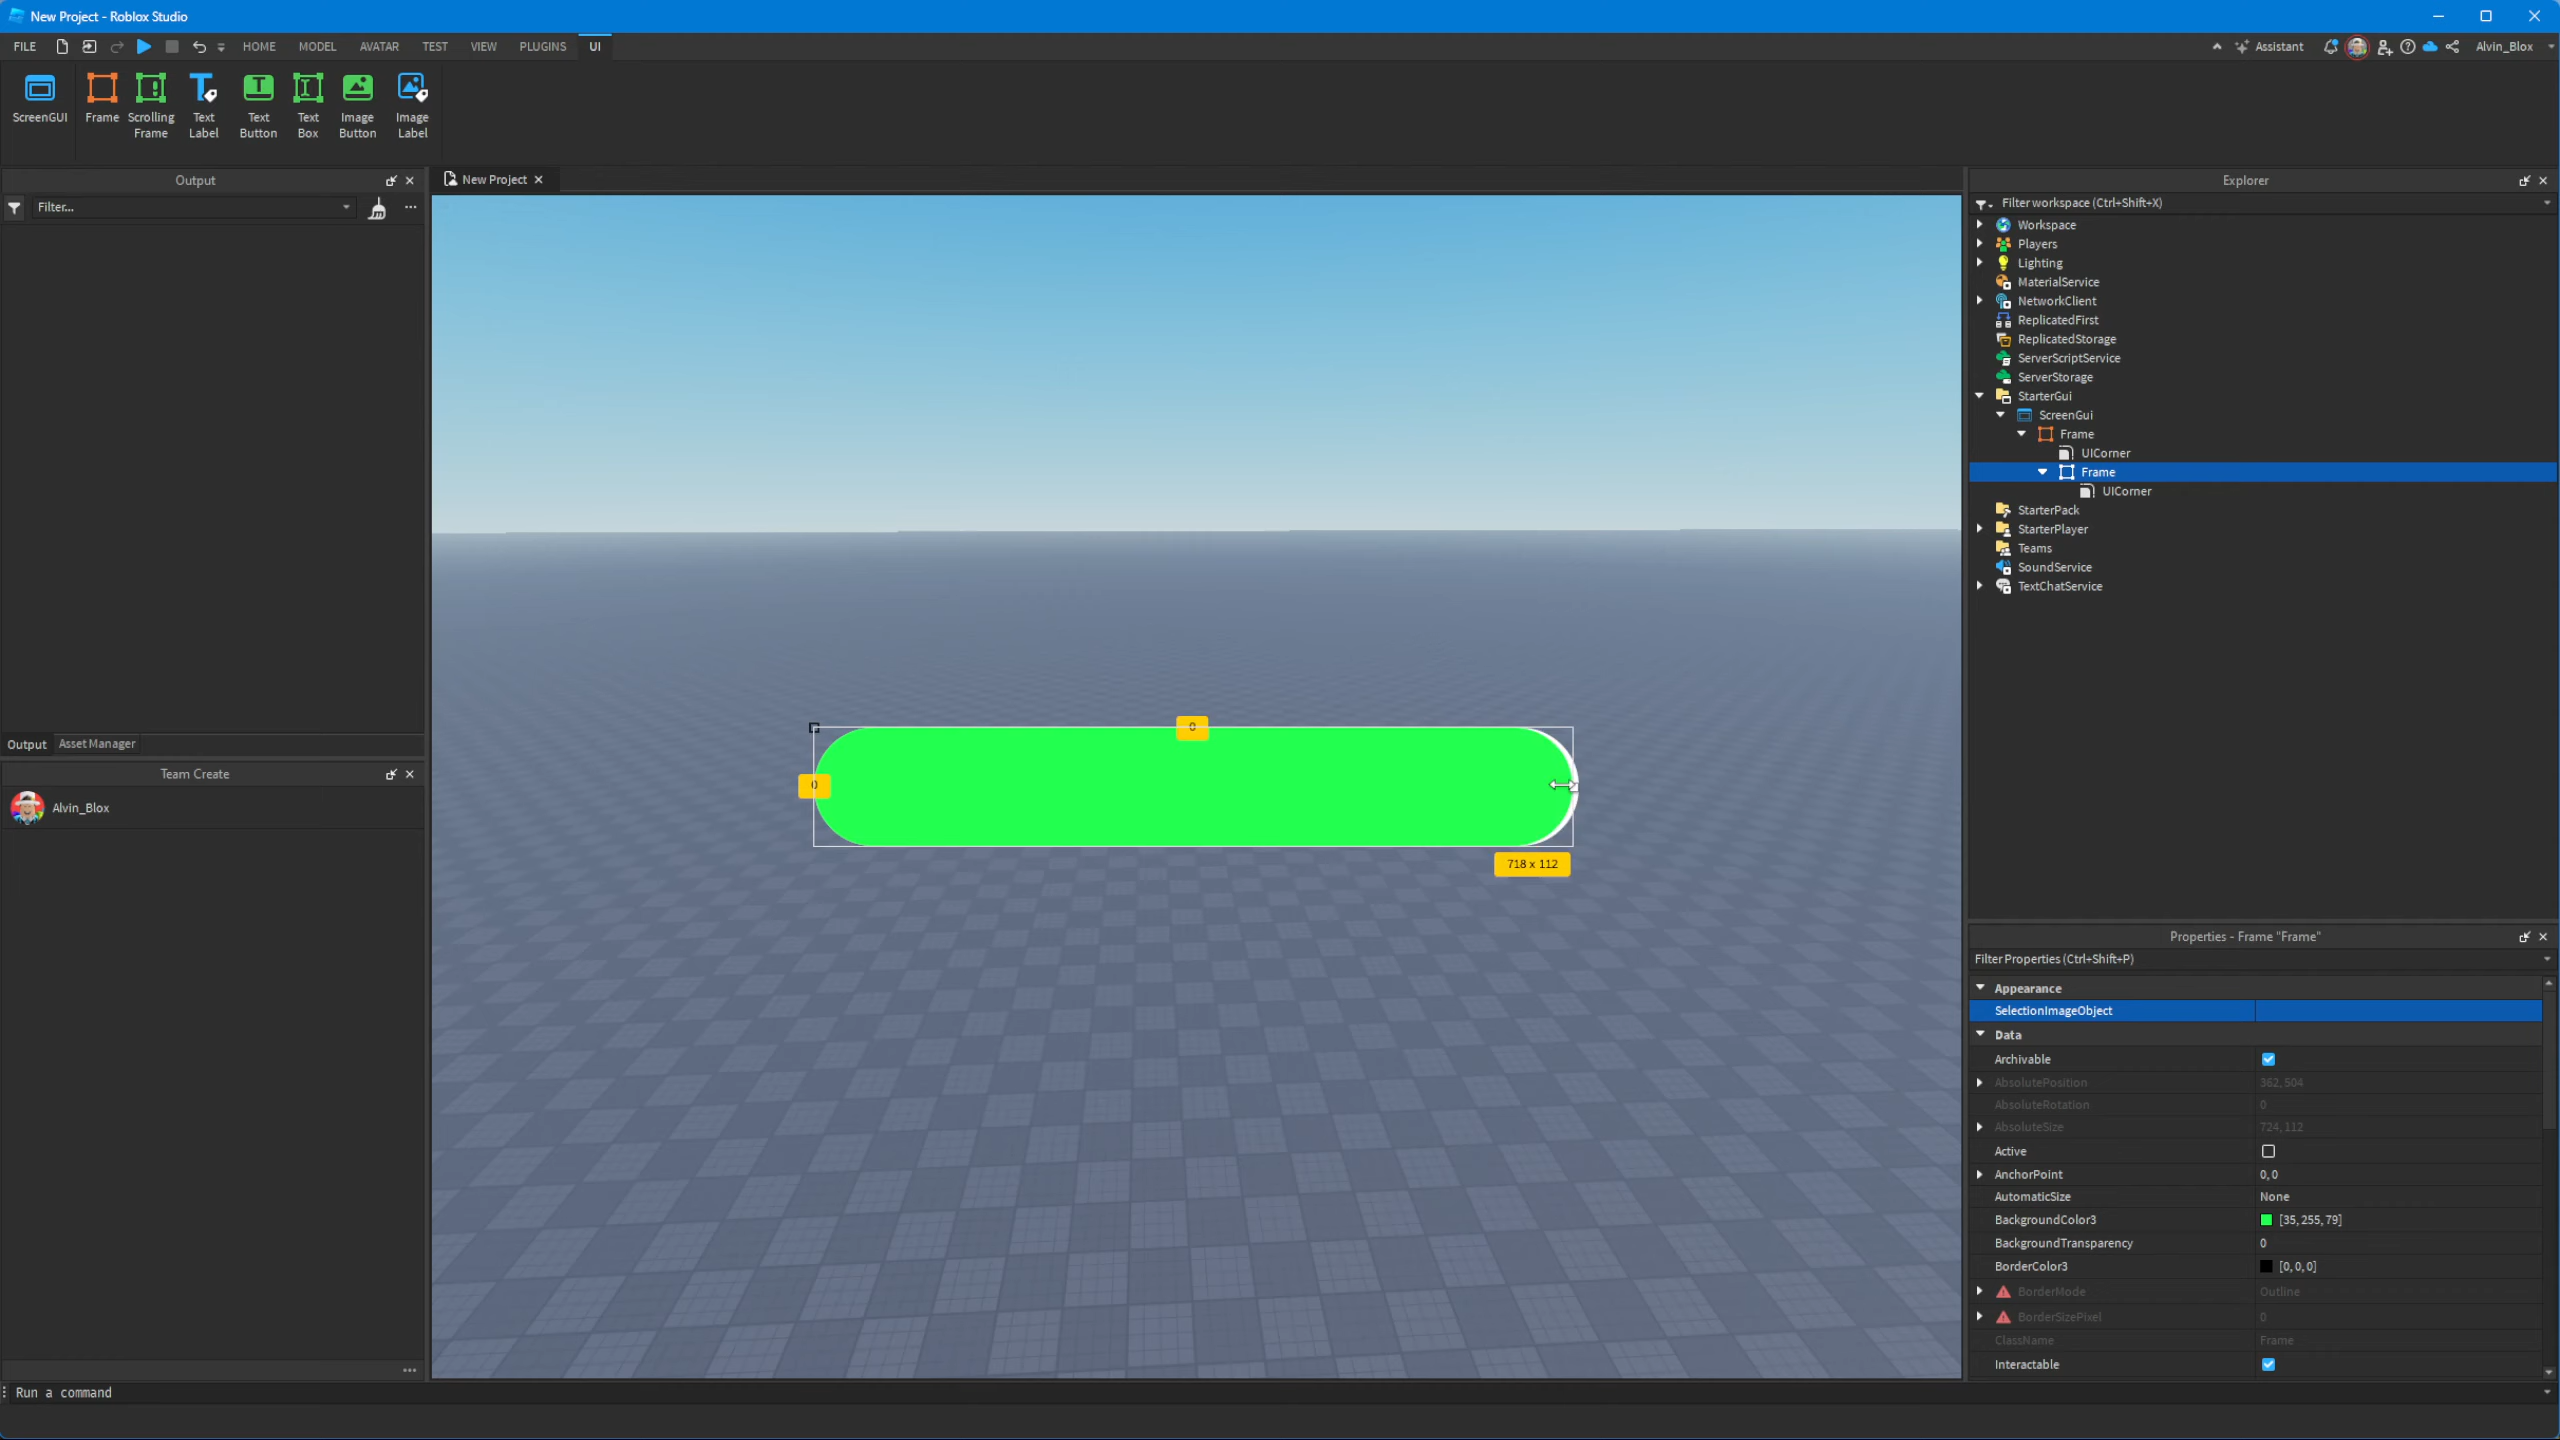 New Project - Roblox Studio
FILE HOME MODEL AVATAR TEST VIEW PLUGINS UI Assistant Alvin_Blox
ScreenGUI Frame Scrolling Frame Text Label Text Button Text Box Image Button Image Label
Output
Filter...
Output Asset Manager
Team Create
Alvin_Blox
Run a command
New Project
0
0
718 x 112
Explorer
Filter workspace (Ctrl+Shift+X)
Workspace
Players
Lighting
MaterialService
NetworkClient
ReplicatedFirst
ReplicatedStorage
ServerScriptService
ServerStorage
StarterGui
ScreenGui
Frame
UICorner
Frame
UICorner
StarterPack
StarterPlayer
Teams
SoundService
TextChatService
Properties - Frame "Frame"
Filter Properties (Ctrl+Shift+P)
Appearance
SelectionImageObject
Data
Archivable
AbsolutePosition 362, 504
AbsoluteRotation 0
AbsoluteSize 724, 112
Active
AnchorPoint 0, 0
AutomaticSize None
BackgroundColor3 [35, 255, 79]
BackgroundTransparency 0
BorderColor3 [0, 0, 0]
BorderMode Outline
BorderSizePixel 0
ClassName Frame
Interactable